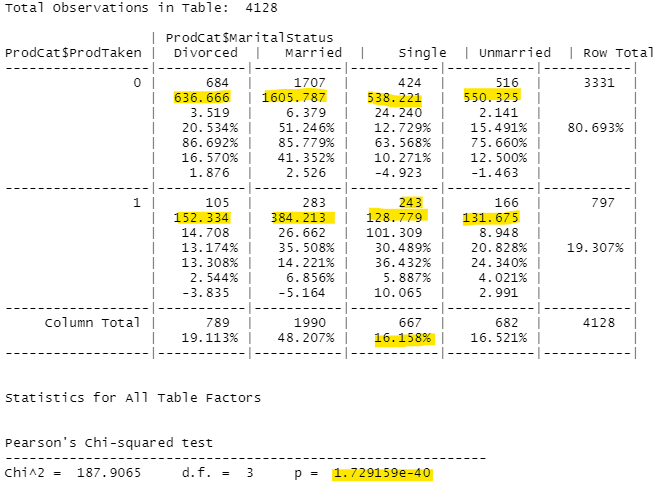 Total Observations in Table:  4128
| ProdCat$MaritalStatus
ProdCat$ProdTaken |  Divorced |   Married |    Single | Unmarried | Row Total
------------------|-----------|-----------|-----------|-----------|-----------|
0 |       684 |      1707 |       424 |       516 |      3331
|   636.666 |  1605.787 |   538.221 |   550.325 |
|     3.519 |     6.379 |    24.240 |     2.141 |
|   20.534% |   51.246% |   12.729% |   15.491% |   80.693% |
|   86.692% |   85.779% |   63.568% |   75.660% |
|   16.570% |   41.352% |   10.271% |   12.500% |
|     1.876 |     2.526 |    -4.923 |    -1.463 |
------------------|-----------|-----------|-----------|-----------|-----------|
1 |       105 |       283 |       243 |       166 |       797
|   152.334 |   384.213 |   128.779 |   131.675 |
|    14.708 |    26.662 |   101.309 |     8.948 |
|   13.174% |   35.508% |   30.489% |   20.828% |   19.307% |
|   13.308% |   14.221% |   36.432% |   24.340% |
|    2.544% |    6.856% |    5.887% |    4.021% |
|    -3.835 |    -5.164 |    10.065 |     2.991 |
------------------|-----------|-----------|-----------|-----------|-----------|
Column Total |       789 |      1990 |       667 |       682 |      4128
|   19.113% |   48.207% |   16.158% |   16.521% |
------------------|-----------|-----------|-----------|-----------|-----------|
Statistics for All Table Factors
Pearson's Chi-squared test
------------------------------------------------------------
Chi^2 =  187.9065     d.f. =  3     p =  1.729159e-40